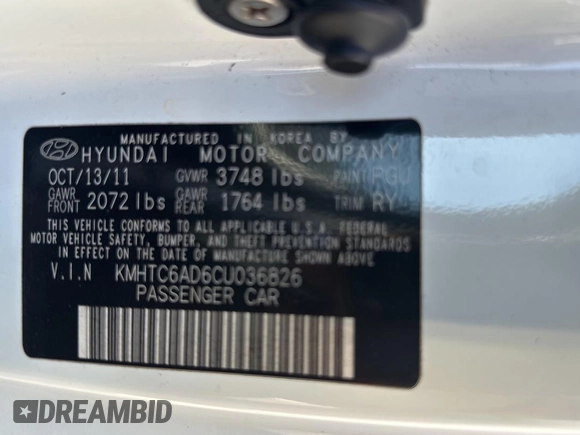 MANUFACTURED IN KOREA BY
HYUNDAI MOTOR COMPANY
OCT/13/11 GVWR 3748 lbs PAINT PGU
GAWR FRONT 2072 lbs GAWR REAR 1764 lbs TRIM RY
THIS VEHICLE CONFORMS TO ALL APPLICABLE U.S.A. FEDERAL
MOTOR VEHICLE SAFETY, BUMPER, AND THEFT PREVENTION STANDARDS
IN EFFECT ON THE DATE OF MANUFACTURE SHOWN ABOVE.
V.I.N KMHTC6AD6CU036826
PASSENGER CAR
DREAMBID